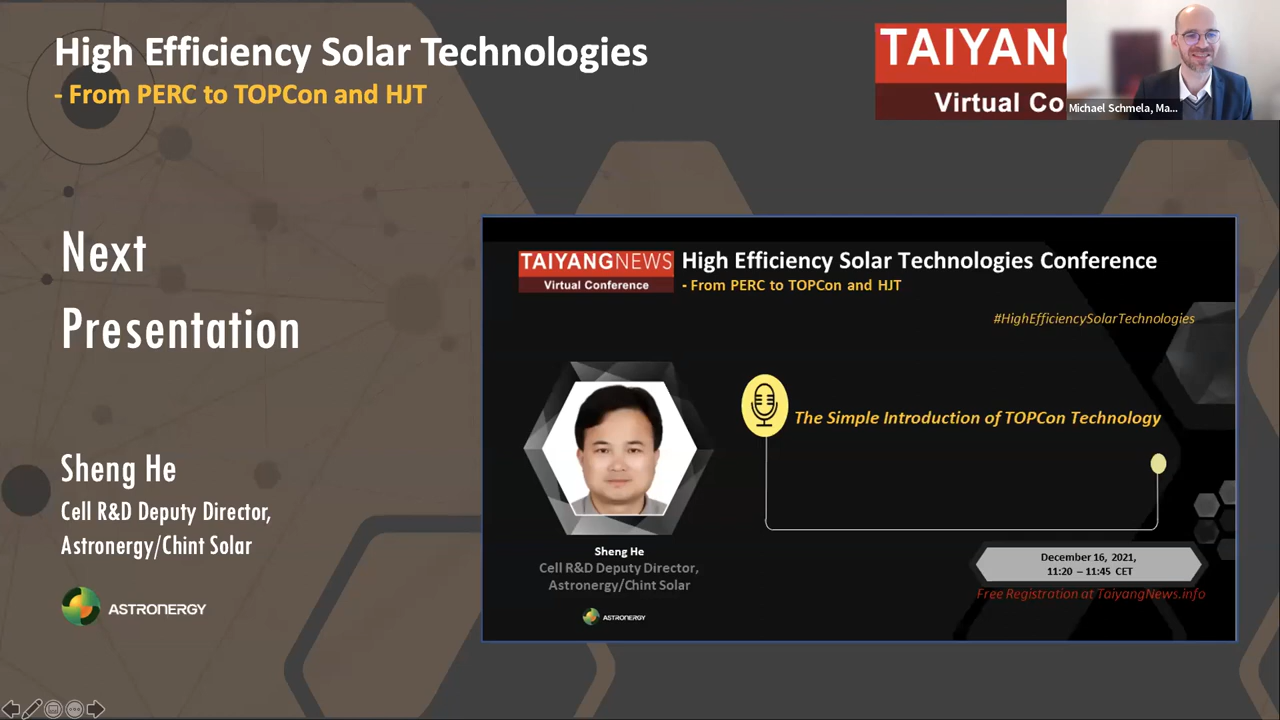 High Efficiency Solar Technologies
- From PERC to TOPCon and HJT
TAIYANG
Virtual Co
Michael Schmela, Ma...
Next
Presentation
Sheng He
Cell R&D Deputy Director,
Astronergy/Chint Solar
ASTRONERGY
TAIYANGNEWS
Virtual Conference
High Efficiency Solar Technologies Conference
- From PERC to TOPCon and HJT
#HighEfficiencySolarTechnologies
The Simple Introduction of TOPCon Technology
Sheng He
Cell R&D Deputy Director,
Astronergy/Chint Solar
ASTRONERGY
December 16, 2021,
11:20 – 11:45 CET
Free Registration at TaiyangNews.info